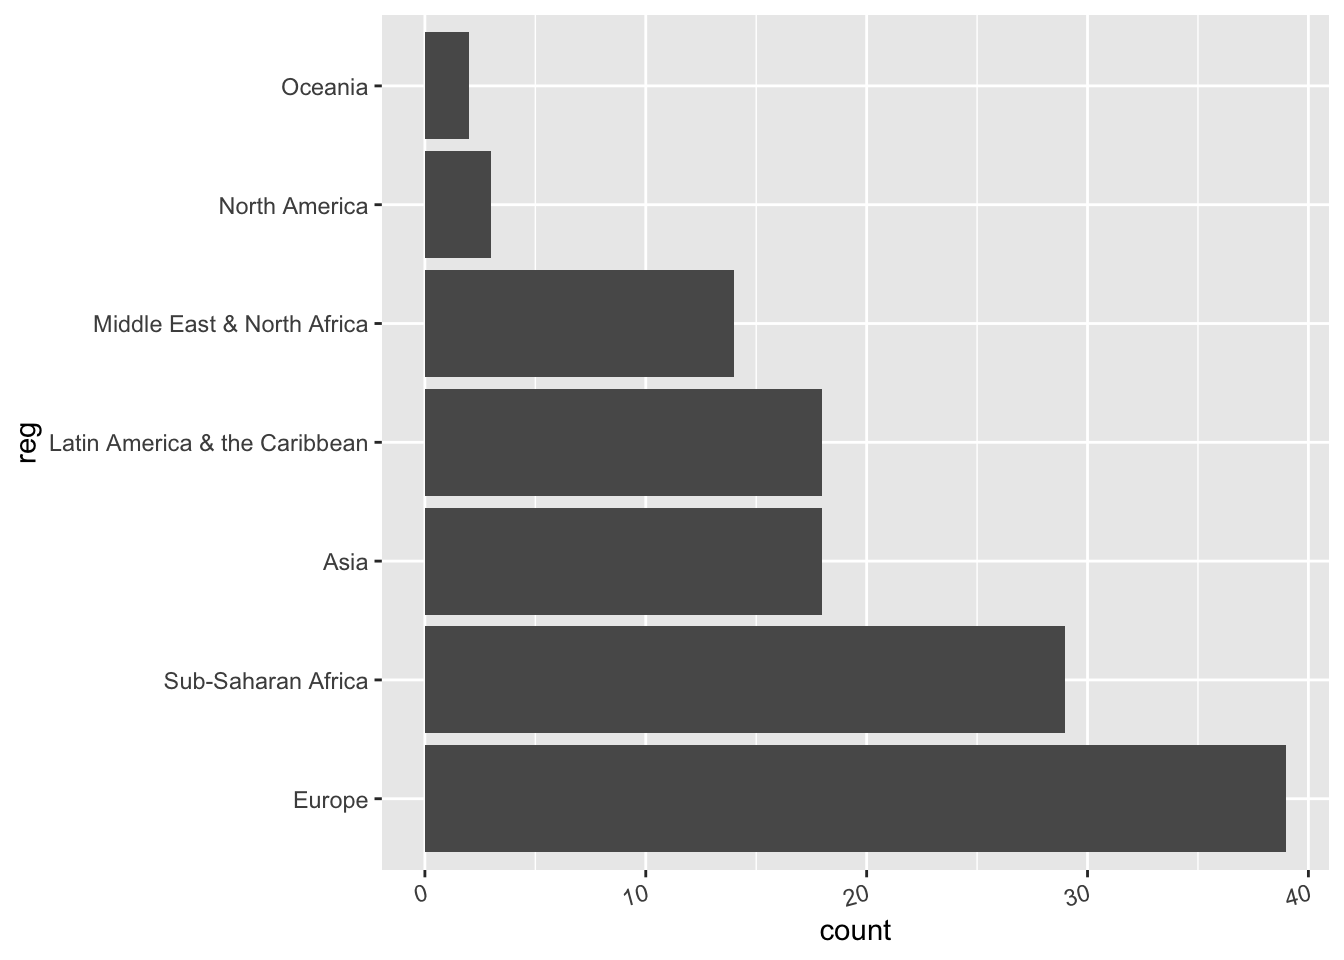 Oceania
North America
Middle East & North Africa
Latin America & the Caribbean
Asia
Sub-Saharan Africa
Europe
reg
0
10
20
30
40
count